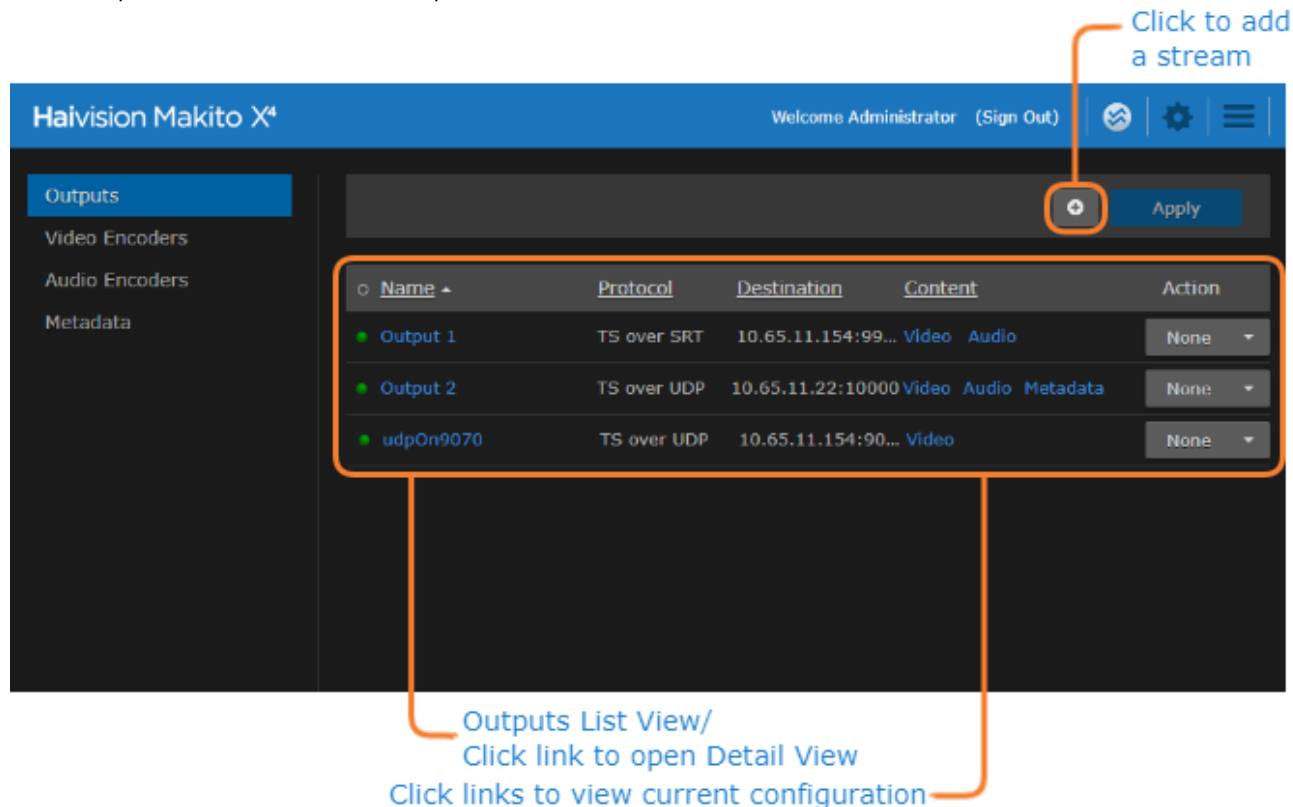 Click to add
a stream
Haivision Makito X⁴
Welcome Administrator (Sign Out)
Outputs
Video Encoders
Audio Encoders
Metadata
Apply
Name Protocol Destination Content Action
Output 1 TS over SRT 10.65.11.154:99... Video Audio None
Output 2 TS over UDP 10.65.11.22:10000 Video Audio Metadata None
udpOn9070 TS over UDP 10.65.11.154:90... Video None
Outputs List View/
Click link to open Detail View
Click links to view current configuration